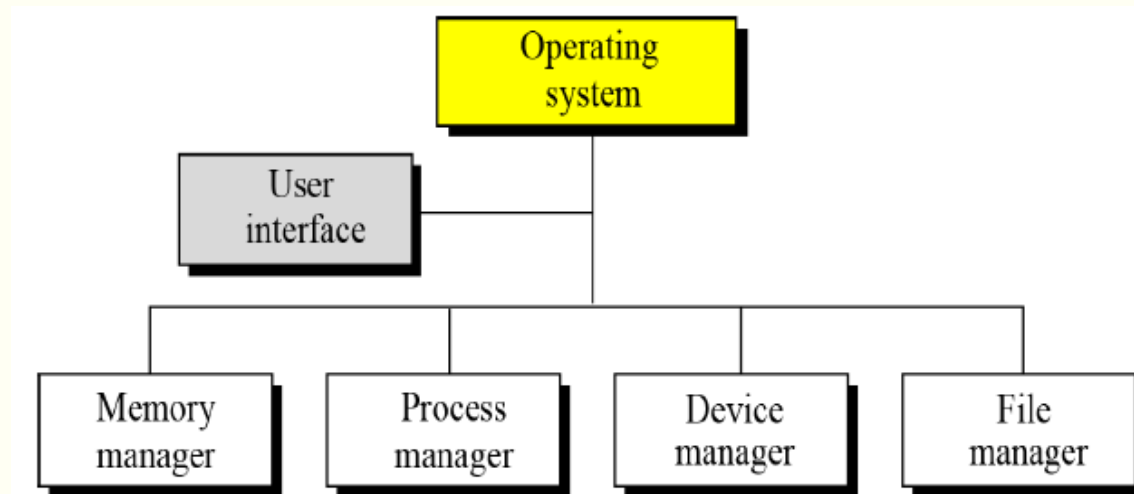 Operating
system
User
interface
Memory
manager
Process
manager
Device
manager
File
manager